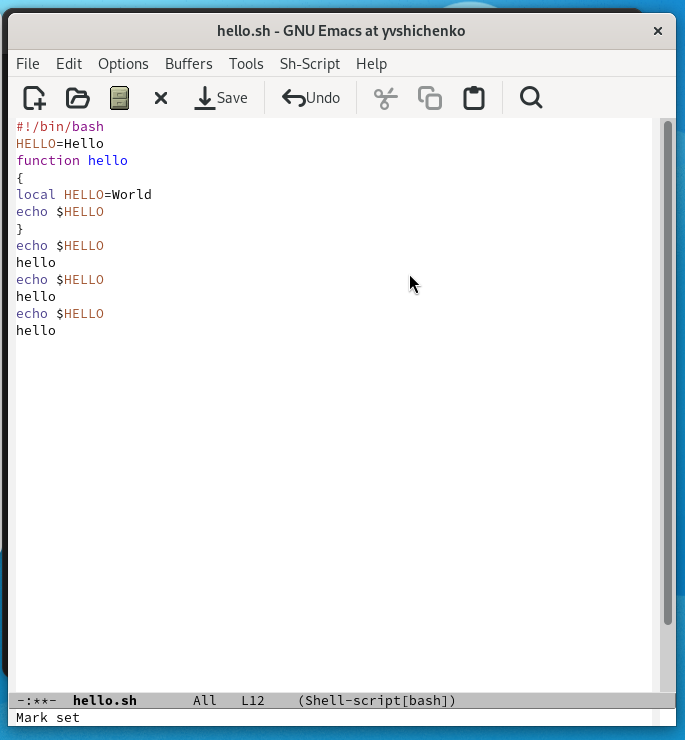 hello.sh - GNU Emacs at yvshichenko
File Edit Options Buffers Tools Sh-Script Help
Save Undo
#!/bin/bash
HELLO=Hello
function hello
{
local HELLO=World
echo $HELLO
}
echo $HELLO
hello
echo $HELLO
hello
echo $HELLO
hello
-:**- hello.sh All L12 (Shell-script[bash])
Mark set